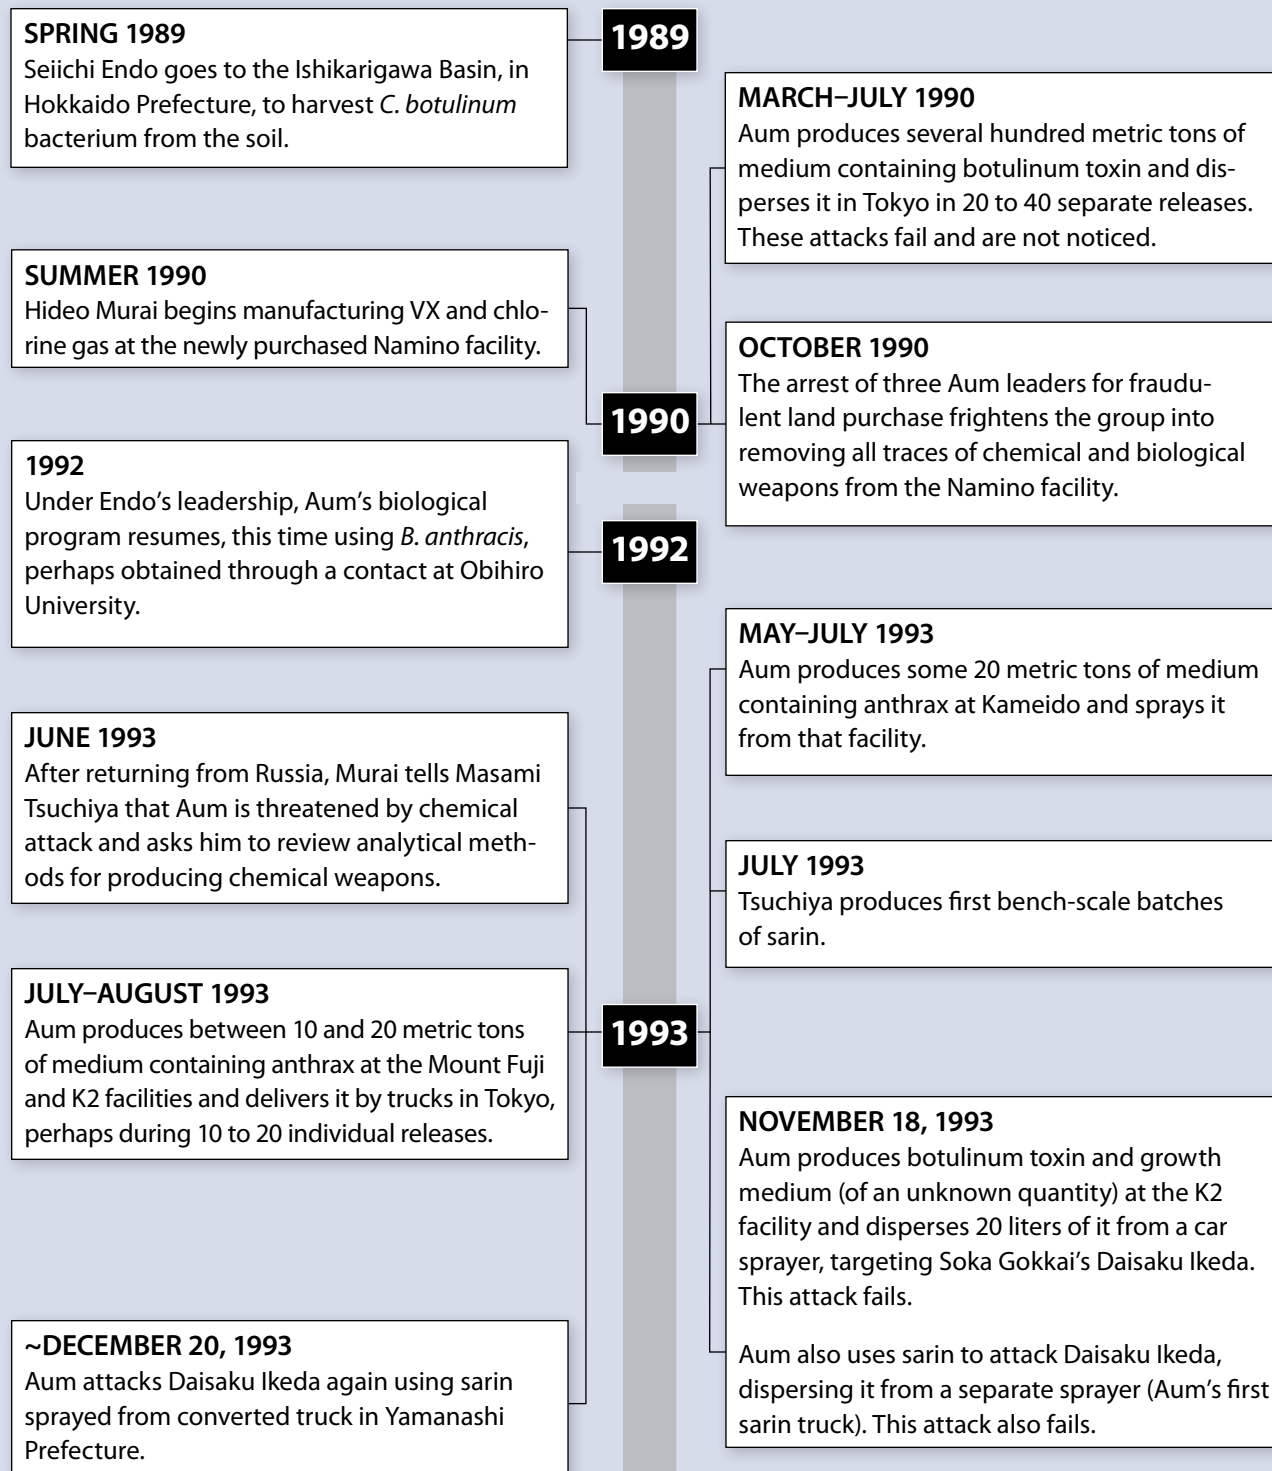 SPRING 1989
Seiichi Endo goes to the Ishikarigawa Basin, in
Hokkaido Prefecture, to harvest C. botulinum
bacterium from the soil.
1989
MARCH–JULY 1990
Aum produces several hundred metric tons of
medium containing botulinum toxin and dis-
perses it in Tokyo in 20 to 40 separate releases.
These attacks fail and are not noticed.
SUMMER 1990
Hideo Murai begins manufacturing VX and chlo-
rine gas at the newly purchased Namino facility.
OCTOBER 1990
The arrest of three Aum leaders for fraudu-
lent land purchase frightens the group into
removing all traces of chemical and biological
weapons from the Namino facility.
1990
1992
Under Endo's leadership, Aum's biological
program resumes, this time using B. anthracis,
perhaps obtained through a contact at Obihiro
University.
1992
MAY–JULY 1993
Aum produces some 20 metric tons of medium
containing anthrax at Kameido and sprays it
from that facility.
JUNE 1993
After returning from Russia, Murai tells Masami
Tsuchiya that Aum is threatened by chemical
attack and asks him to review analytical meth-
ods for producing chemical weapons.
JULY 1993
Tsuchiya produces first bench-scale batches
of sarin.
JULY–AUGUST 1993
Aum produces between 10 and 20 metric tons
of medium containing anthrax at the Mount Fuji
and K2 facilities and delivers it by trucks in Tokyo,
perhaps during 10 to 20 individual releases.
1993
NOVEMBER 18, 1993
Aum produces botulinum toxin and growth
medium (of an unknown quantity) at the K2
facility and disperses 20 liters of it from a car
sprayer, targeting Soka Gokkai's Daisaku Ikeda.
This attack fails.
Aum also uses sarin to attack Daisaku Ikeda,
dispersing it from a separate sprayer (Aum's first
sarin truck). This attack also fails.
~DECEMBER 20, 1993
Aum attacks Daisaku Ikeda again using sarin
sprayed from converted truck in Yamanashi
Prefecture.